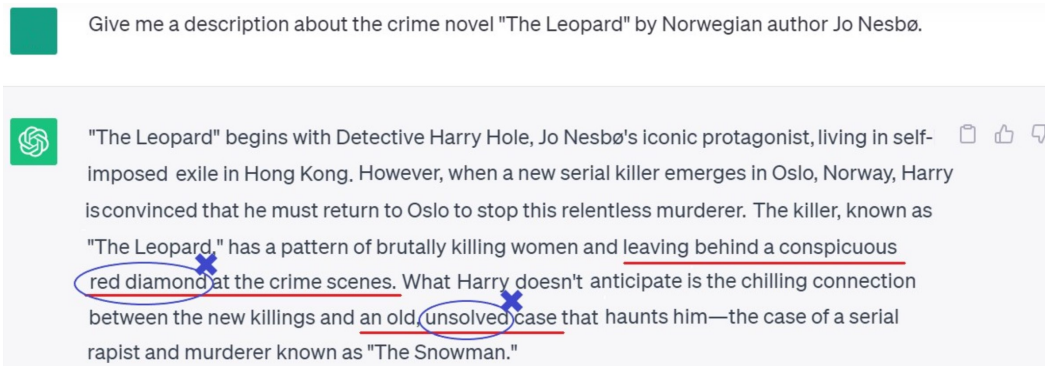 Give me a description about the crime novel "The Leopard" by Norwegian author Jo Nesbø.
"The Leopard" begins with Detective Harry Hole, Jo Nesbø's iconic protagonist, living in self-
imposed exile in Hong Kong. However, when a new serial killer emerges in Oslo, Norway, Harry
is convinced that he must return to Oslo to stop this relentless murderer. The killer, known as
"The Leopard," has a pattern of brutally killing women and leaving behind a conspicuous
red diamond at the crime scenes. What Harry doesn't anticipate is the chilling connection
between the new killings and an old, unsolved case that haunts him—the case of a serial
rapist and murderer known as "The Snowman."